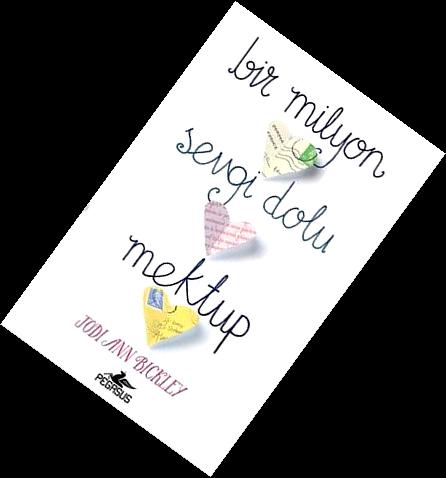 bir milyon
sevgi dolu
mektup
JODI ANN BICKLEY
PEGASUS